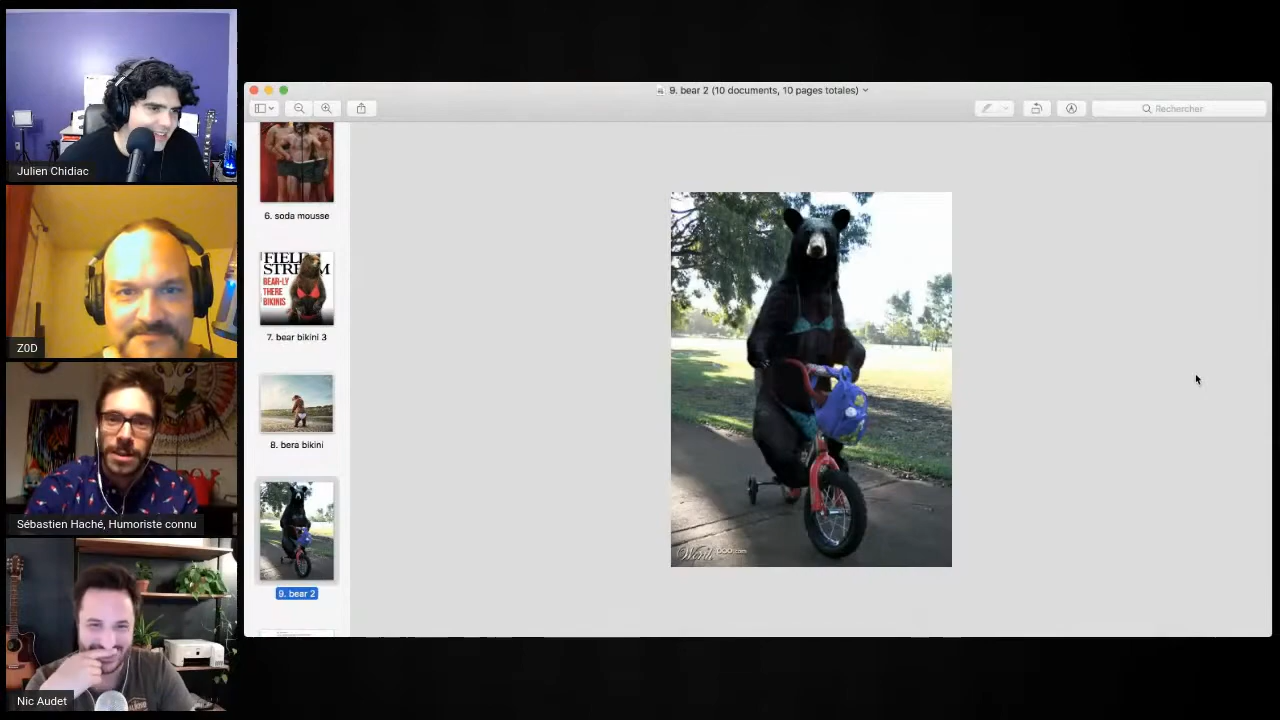 Julien Chidiac
Z0D
Sébastien Haché, Humoriste connu
Nic Audet
9. bear 2 (10 documents, 10 pages totales)
Rechercher
6. soda mousse
FIELD
STREAM
BEAR-LY
THERE
BIKINIS
7. bear bikini 3
8. bera bikini
9. bear 2